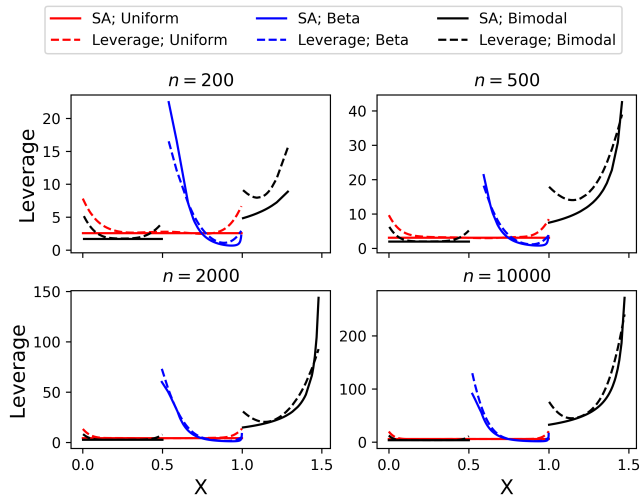 SA; Uniform SA; Beta SA; Bimodal
Leverage; Uniform Leverage; Beta Leverage; Bimodal
n = 200 n = 500
Leverage
20
15
10
5
0
40
30
20
10
0
n = 2000 n = 10000
Leverage
150
100
50
0
200
100
0
0.0 0.5 1.0 1.5 0.0 0.5 1.0 1.5
X X